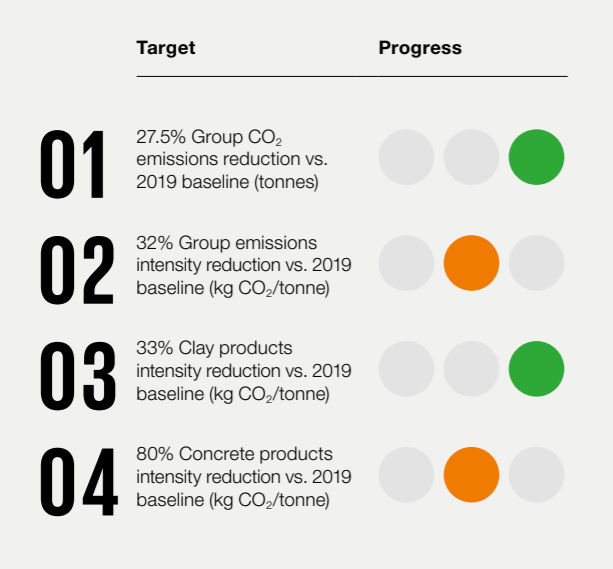 Target Progress
01
27.5% Group CO₂
emissions reduction vs.
2019 baseline (tonnes)
02
32% Group emissions
intensity reduction vs. 2019
baseline (kg CO₂/tonne)
03
33% Clay products
intensity reduction vs. 2019
baseline (kg CO₂/tonne)
04
80% Concrete products
intensity reduction vs. 2019
baseline (kg CO₂/tonne)